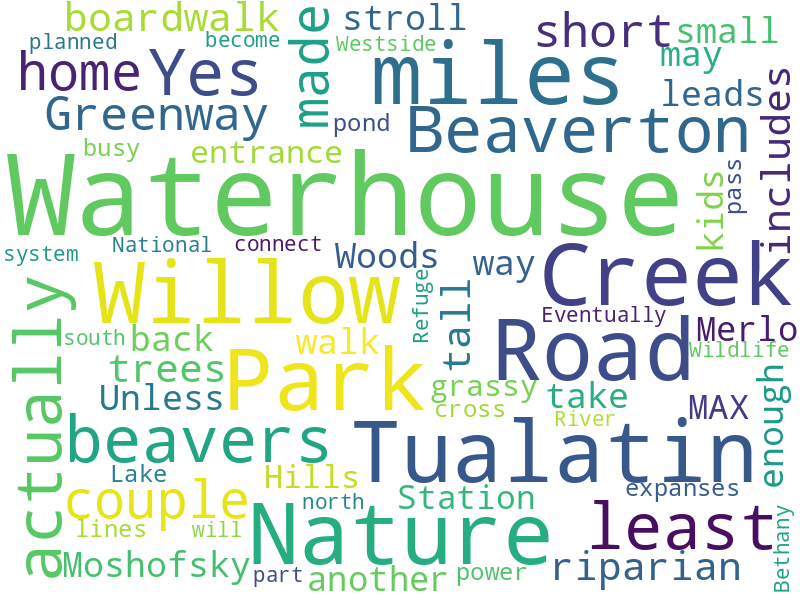 boardwalk
stroll
short
small
planned
become
Westside
may
home
Yes
made
miles
leads
includes
Greenway
pond
Beaverton
busy
entrance
Waterhouse
kids
pass
system
National
connect
Woods
way
Creek
Willow
Refuge
tall
Eventually
actually
south
back
walk
Road
Merlo
Wildlife
trees
Park
grassy
take
MAX
enough
Unless
cross
River
beavers
Tualatin
Lake
Hills
couple
north
Station
expanses
least
lines
will
Nature
Bethany
Moshofsky
part
another
power
riparian